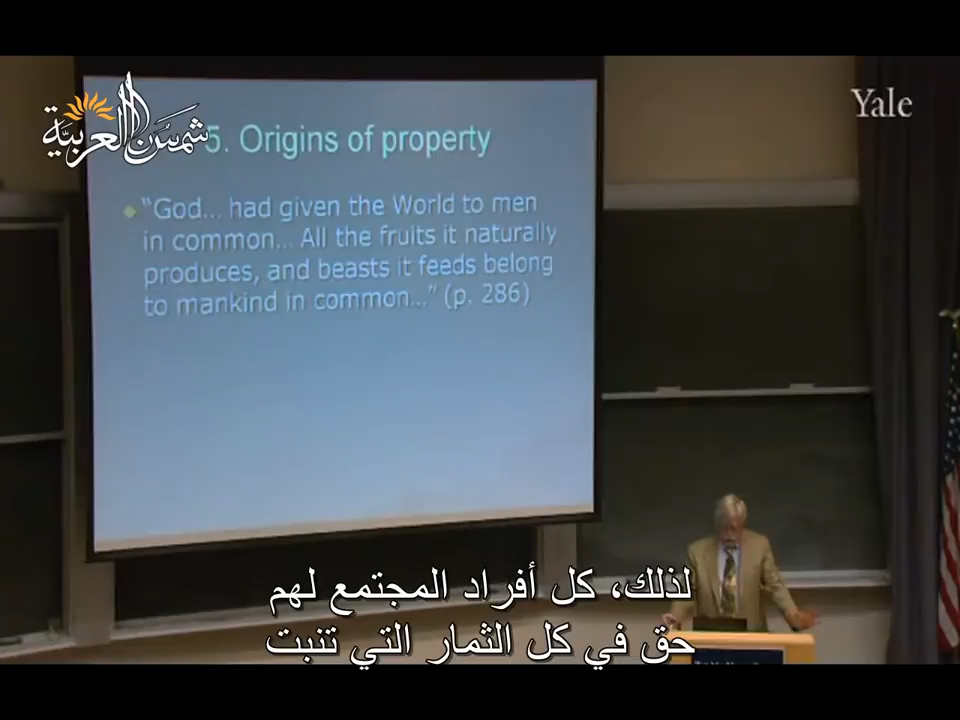 شمس العربية
Yale
5. Origins of property
"God... had given the World to men
in common... All the fruits it naturally
produces, and beasts it feeds belong
to mankind in common..." (p. 286)
لذلك، كل أفراد المجتمع لهم
حق في كل الثمار التي تنبت